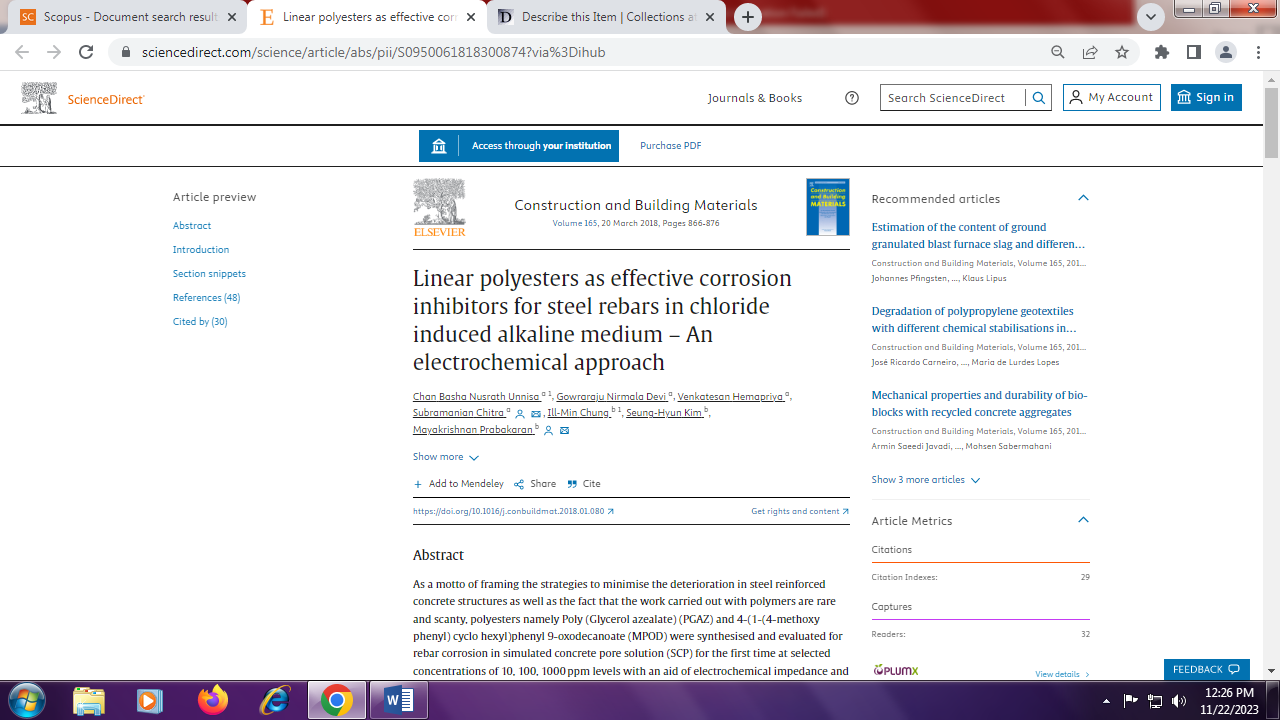 Scopus - Document search result
Linear polyesters as effective corr
Describe this Item | Collections at
sciencedirect.com/science/article/abs/pii/S0950061818300874?via%3Dihub
ScienceDirect
Journals & Books
Search ScienceDirect
My Account
Sign in
Access through your institution
Purchase PDF
Article preview
Abstract
Introduction
Section snippets
References (48)
Cited by (30)
ELSEVIER
Construction and Building Materials
Volume 165, 20 March 2018, Pages 866-876
Construction and Building MATERIALS
Linear polyesters as effective corrosion
inhibitors for steel rebars in chloride
induced alkaline medium – An
electrochemical approach
Chan Basha Nusrath Unnisa a 1, Gowraraju Nirmala Devi a, Venkatesan Hemapriya a,
Subramanian Chitra a, Ill-Min Chung b 1, Seung-Hyun Kim b,
Mayakrishnan Prabakaran b
Show more
+ Add to Mendeley Share Cite
https://doi.org/10.1016/j.conbuildmat.2018.01.080
Get rights and content
Abstract
As a motto of framing the strategies to minimise the deterioration in steel reinforced
concrete structures as well as the fact that the work carried out with polymers are rare
and scanty, polyesters namely Poly (Glycerol azealate) (PGAZ) and 4-(1-(4-methoxy
phenyl) cyclo hexyl)phenyl 9-oxodecanoate (MPOD) were synthesised and evaluated for
rebar corrosion in simulated concrete pore solution (SCP) for the first time at selected
concentrations of 10, 100, 1000 ppm levels with an aid of electrochemical impedance and
Recommended articles
Estimation of the content of ground
granulated blast furnace slag and differen…
Construction and Building Materials, Volume 165, 201...
Johannes Pfingsten, …, Klaus Lipus
Degradation of polypropylene geotextiles
with different chemical stabilisations in…
Construction and Building Materials, Volume 165, 201...
José Ricardo Carneiro, …, Maria de Lurdes Lopes
Mechanical properties and durability of bio-
blocks with recycled concrete aggregates
Construction and Building Materials, Volume 165, 201...
Armin Saeedi Javadi, …, Mohsen Sabermahani
Show 3 more articles
Article Metrics
Citations
Citation Indexes: 29
Captures
Readers: 32
PLUMX
View details >
FEEDBACK
12:26 PM
11/22/2023